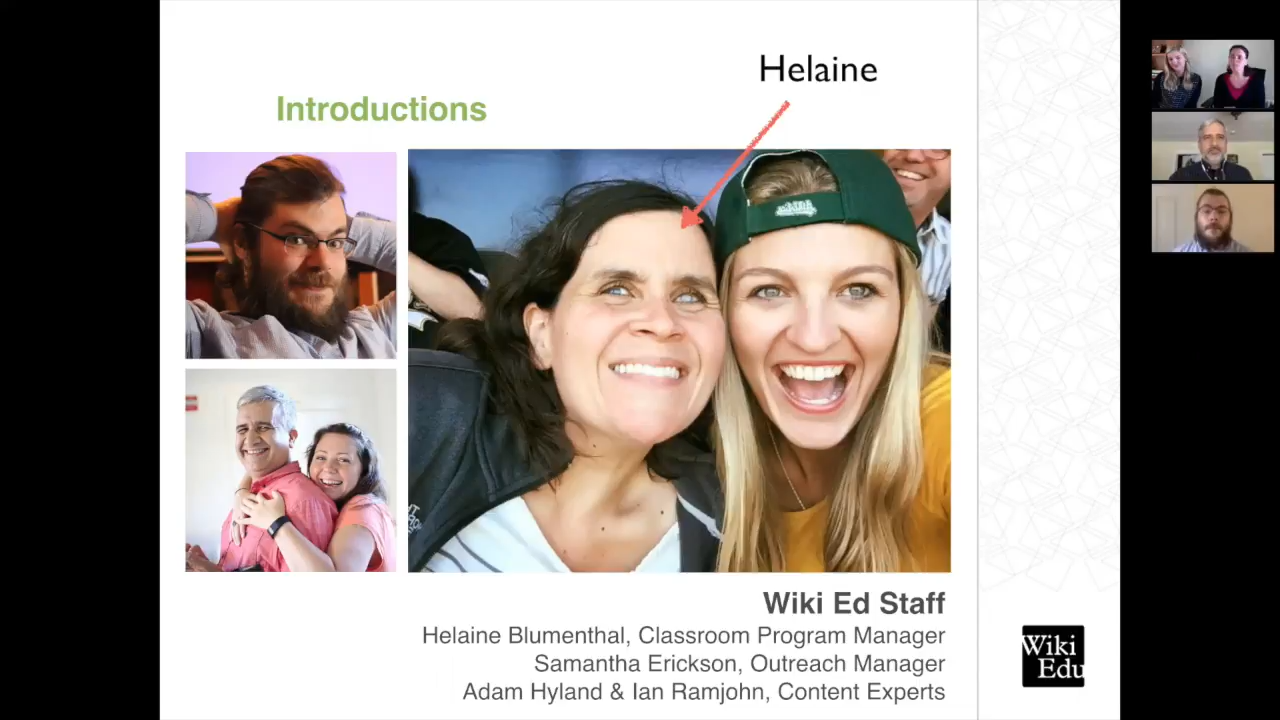 Helaine
Introductions
Wiki Ed Staff
Helaine Blumenthal, Classroom Program Manager
Samantha Erickson, Outreach Manager
Adam Hyland & Ian Ramjohn, Content Experts
Wiki
Edu